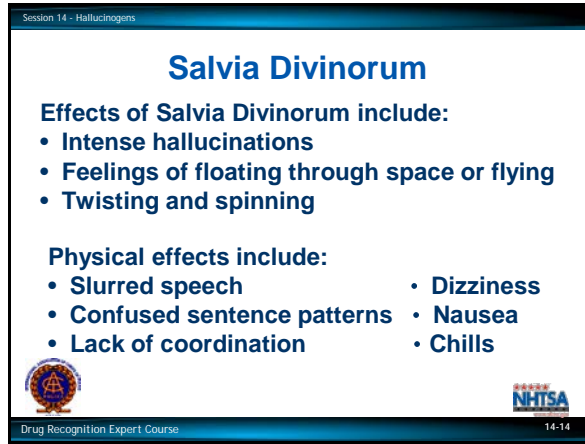 Session 14 - Hallucinogens
Salvia Divinorum
Effects of Salvia Divinorum include:
• Intense hallucinations
• Feelings of floating through space or flying
• Twisting and spinning
Physical effects include:
• Slurred speech • Dizziness
• Confused sentence patterns • Nausea
• Lack of coordination • Chills
NHTSA
Drug Recognition Expert Course 14-14